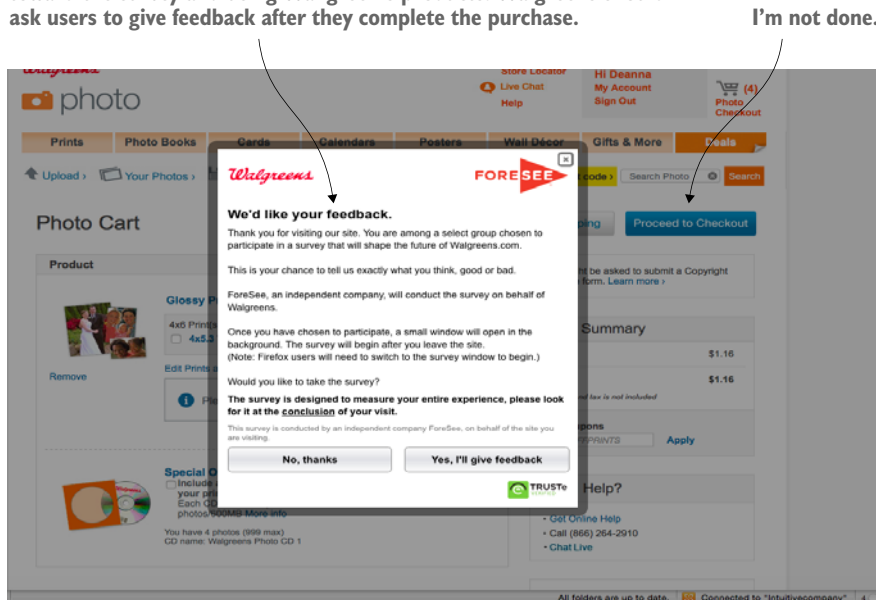 ask users to give feedback after they complete the purchase.
I'm not done.
Walgreens
photo
Store Locator
Live Chat
Help
Hi Deanna
My Account
Sign Out
(4)
Photo
Checkout
Prints Photo Books Cards Calendars Posters Wall Décor Gifts & More Deals
Upload ›
Your Photos ›
code ›
Search Photo
Search
Photo Cart
ping
Proceed to Checkout
Walgreens
FORESEE
We'd like your feedback.
Thank you for visiting our site. You are among a select group chosen to
participate in a survey that will shape the future of Walgreens.com.
This is your chance to tell us exactly what you think, good or bad.
ForeSee, an independent company, will conduct the survey on behalf of
Walgreens.
Once you have chosen to participate, a small window will open in the
background. The survey will begin after you leave the site.
(Note: Firefox users will need to switch to the survey window to begin.)
Would you like to take the survey?
The survey is designed to measure your entire experience, please look
for it at the conclusion of your visit.
This survey is conducted by an independent company ForeSee, on behalf of the site you
are visiting.
No, thanks
Yes, I'll give feedback
TRUSTe
VERIFIED
Product
Glossy P
4x6 Print(s
4x5.3
Remove
Edit Prints a
Ple
Special O
Include a
your pri
Each CD
photos/600MB More info
You have 4 photos (999 max)
CD name: Walgreens Photo CD 1
ht be asked to submit a Copyright
form. Learn more ›
Summary
$1.16
$1.16
nd tax is not included
pons
PRINTS
Apply
Help?
Get Online Help
Call (866) 264-2910
Chat Live
All folders are up to date.
Connected to "Intuitivecompany"